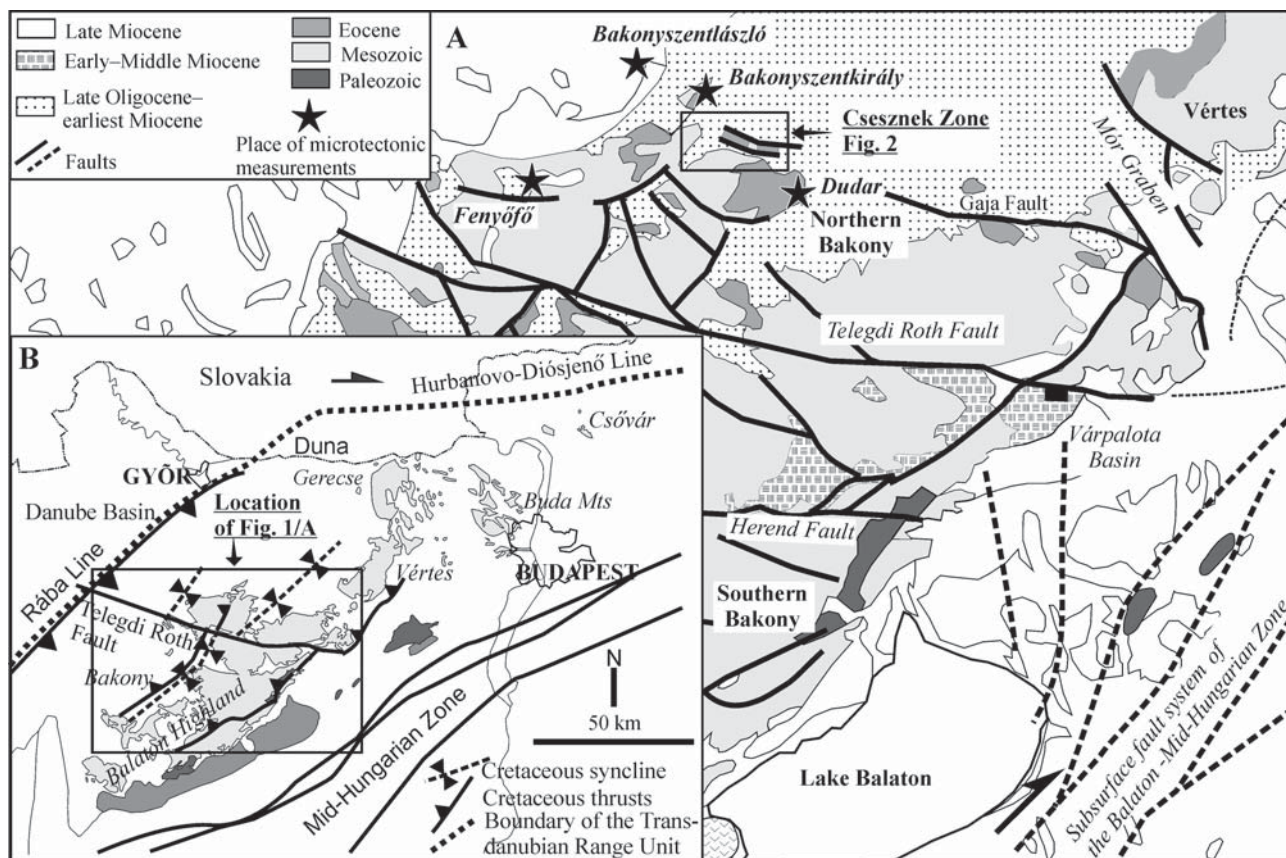 Late Miocene
Early–Middle Miocene
Late Oligocene–
earliest Miocene
Faults
Eocene
Mesozoic
Paleozoic
Place of microtectonic
measurements
A
Bakonyszentlászló
Bakonyszentkirály
Csesznek Zone
Fig. 2
Vértes
Mór Graben
Fenyőfő
Dudar
Northern
Bakony
Gaja Fault
Telegdi Roth Fault
Várpalota
Basin
Herend Fault
Southern
Bakony
Lake Balaton
Subsurface fault system of
the Balaton -Mid-Hungarian Zone
B
Slovakia
Hurbanovo-Diósjenő Line
Csővár
Duna
GYŐR
Gerecse
Danube Basin
Location
of Fig. 1/A
Buda Mts
BUDAPEST
Rába Line
Vértes
Telegdi Roth
Fault
Bakony
Balaton Highland
Mid-Hungarian Zone
N
50 km
Cretaceous syncline
Cretaceous thrusts
Boundary of the Trans-
danubian Range Unit